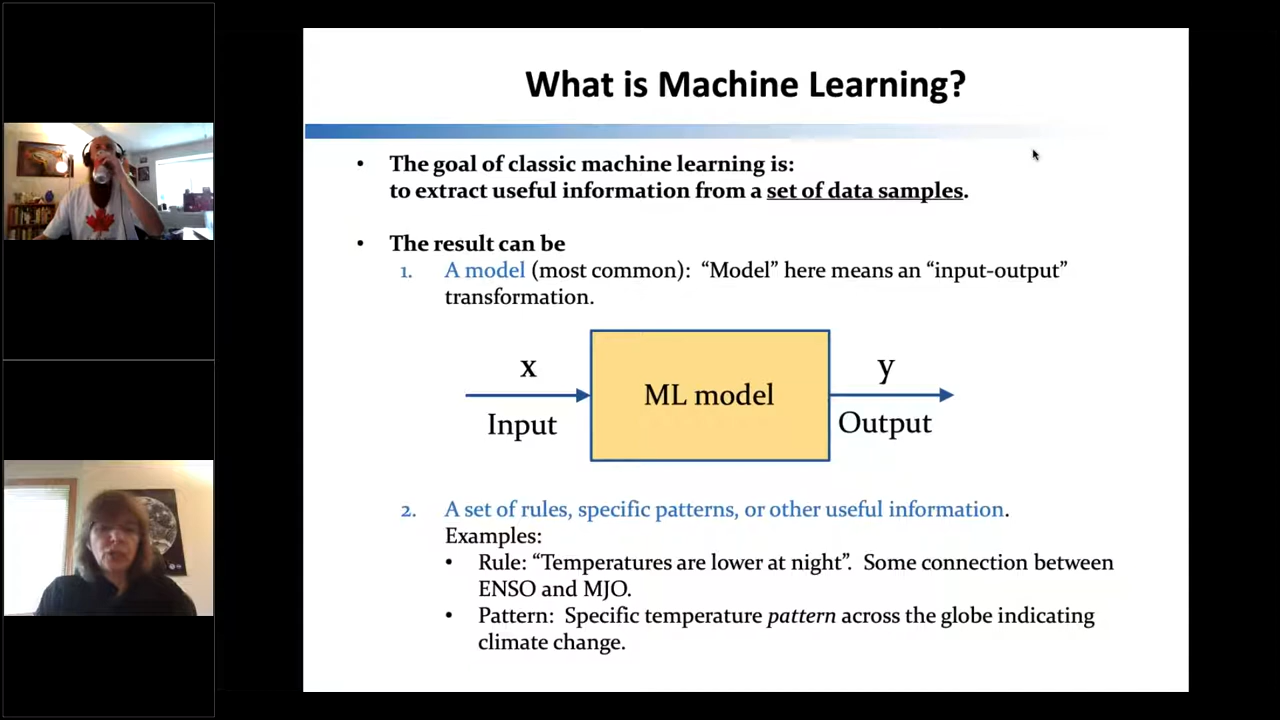 What is Machine Learning?
• The goal of classic machine learning is:
to extract useful information from a set of data samples.
• The result can be
1. A model (most common): “Model” here means an “input-output”
transformation.
x
Input
ML model
y
Output
2. A set of rules, specific patterns, or other useful information.
Examples:
• Rule: “Temperatures are lower at night”. Some connection between
ENSO and MJO.
• Pattern: Specific temperature pattern across the globe indicating
climate change.